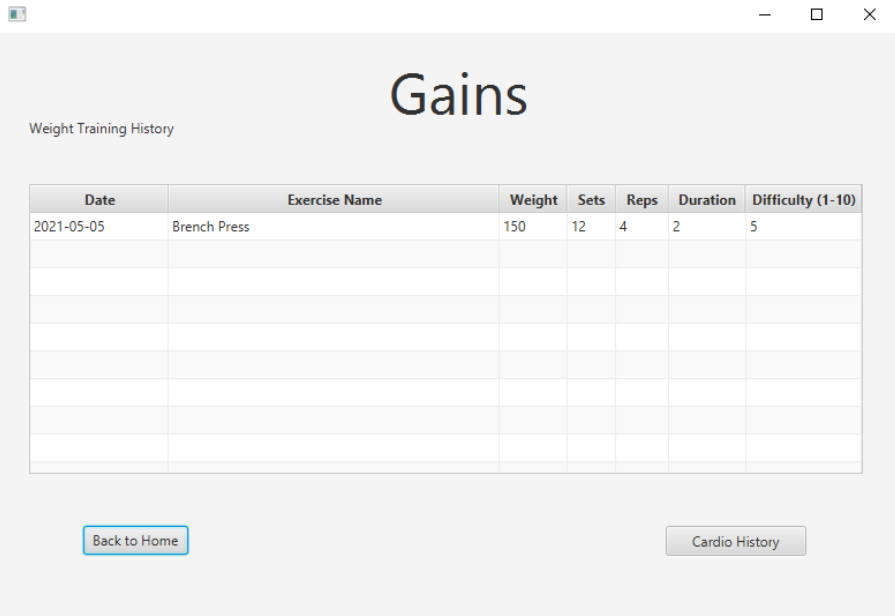 Gains
Weight Training History
Date Exercise Name Weight Sets Reps Duration Difficulty (1-10)
2021-05-05 Brench Press 150 12 4 2 5
Back to Home Cardio History